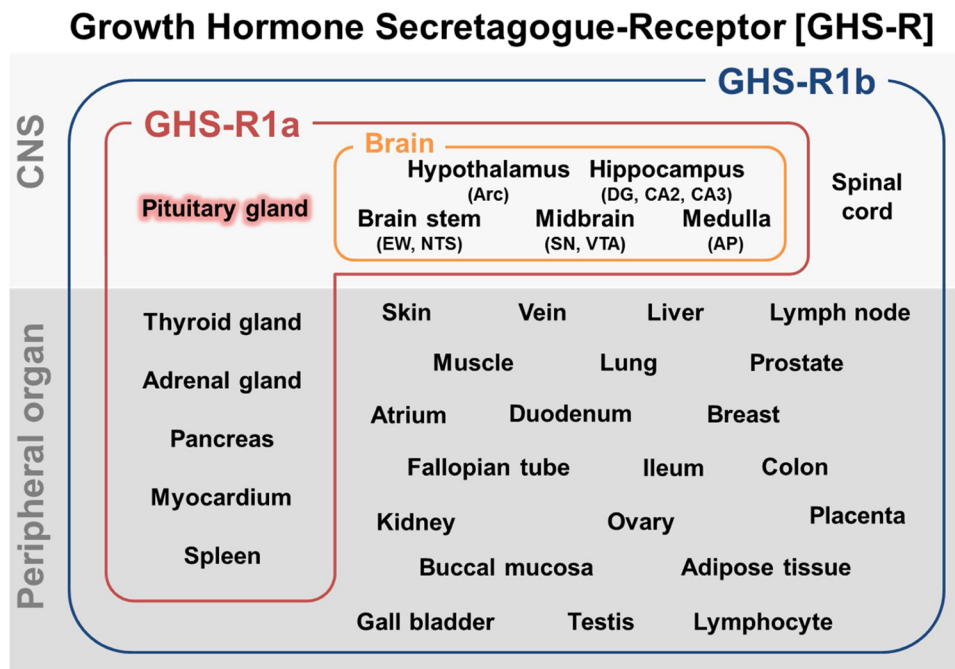 Growth Hormone Secretagogue-Receptor [GHS-R]
CNS
GHS-R1b
GHS-R1a
Brain
Hypothalamus
(Arc)
Hippocampus
(DG, CA2, CA3)
Pituitary gland
Brain stem
(EW, NTS)
Midbrain
(SN, VTA)
Medulla
(AP)
Spinal
cord
Peripheral organ
Thyroid gland
Adrenal gland
Pancreas
Myocardium
Spleen
Skin Vein Liver Lymph node
Muscle Lung Prostate
Atrium Duodenum Breast
Fallopian tube Ileum Colon
Kidney Ovary Placenta
Buccal mucosa Adipose tissue
Gall bladder Testis Lymphocyte